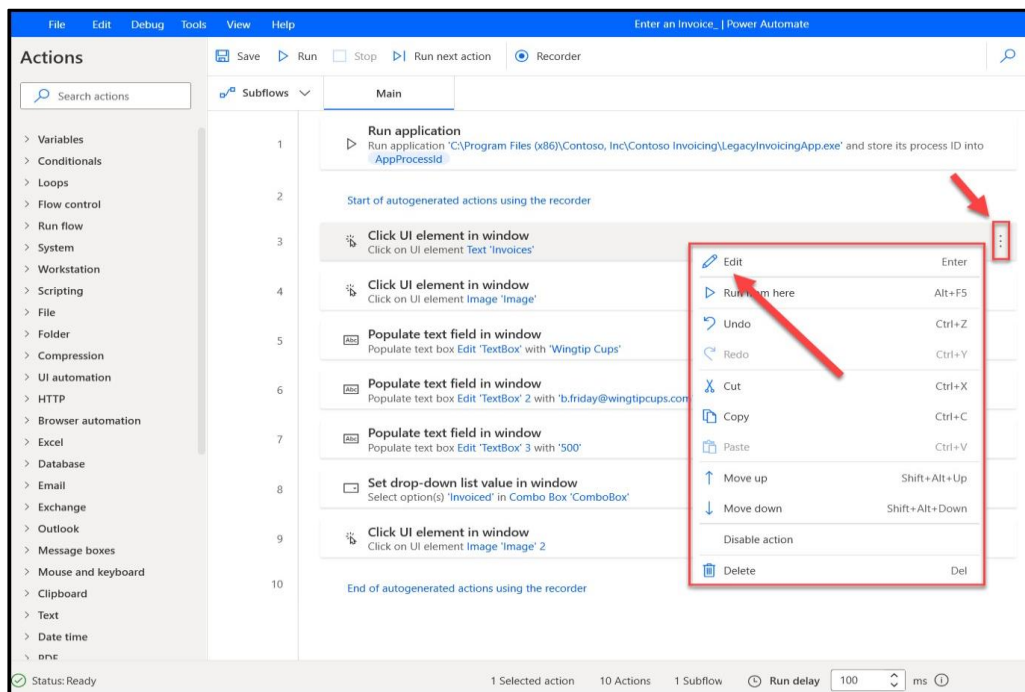 File Edit Debug Tools View Help Enter an Invoice_ | Power Automate
Actions
Save Run Stop Run next action Recorder
Search actions
Subflows Main
Variables
Conditionals
Loops
Flow control
Run flow
System
Workstation
Scripting
File
Folder
Compression
UI automation
HTTP
Browser automation
Excel
Database
Email
Exchange
Outlook
Message boxes
Mouse and keyboard
Clipboard
Text
Date time
PDF
1
Run application
Run application 'C:\Program Files (x86)\Contoso, Inc\Contoso Invoicing\LegacyInvoicingApp.exe' and store its process ID into
AppProcessId
2
Start of autogenerated actions using the recorder
3
Click UI element in window
Click on UI element Text 'Invoices'
4
Click UI element in window
Click on UI element Image 'Image'
5
Populate text field in window
Populate text box Edit 'TextBox' with 'Wingtip Cups'
6
Populate text field in window
Populate text box Edit 'TextBox' 2 with 'b.friday@wingtipcups.com
7
Populate text field in window
Populate text box Edit 'TextBox' 3 with '500'
8
Set drop-down list value in window
Select option(s) 'Invoiced' in Combo Box 'ComboBox'
9
Click UI element in window
Click on UI element Image 'Image' 2
10
End of autogenerated actions using the recorder
Edit Enter
Run from here Alt+F5
Undo Ctrl+Z
Redo Ctrl+Y
Cut Ctrl+X
Copy Ctrl+C
Paste Ctrl+V
Move up Shift+Alt+Up
Move down Shift+Alt+Down
Disable action
Delete Del
Status: Ready 1 Selected action 10 Actions 1 Subflow Run delay 100 ms